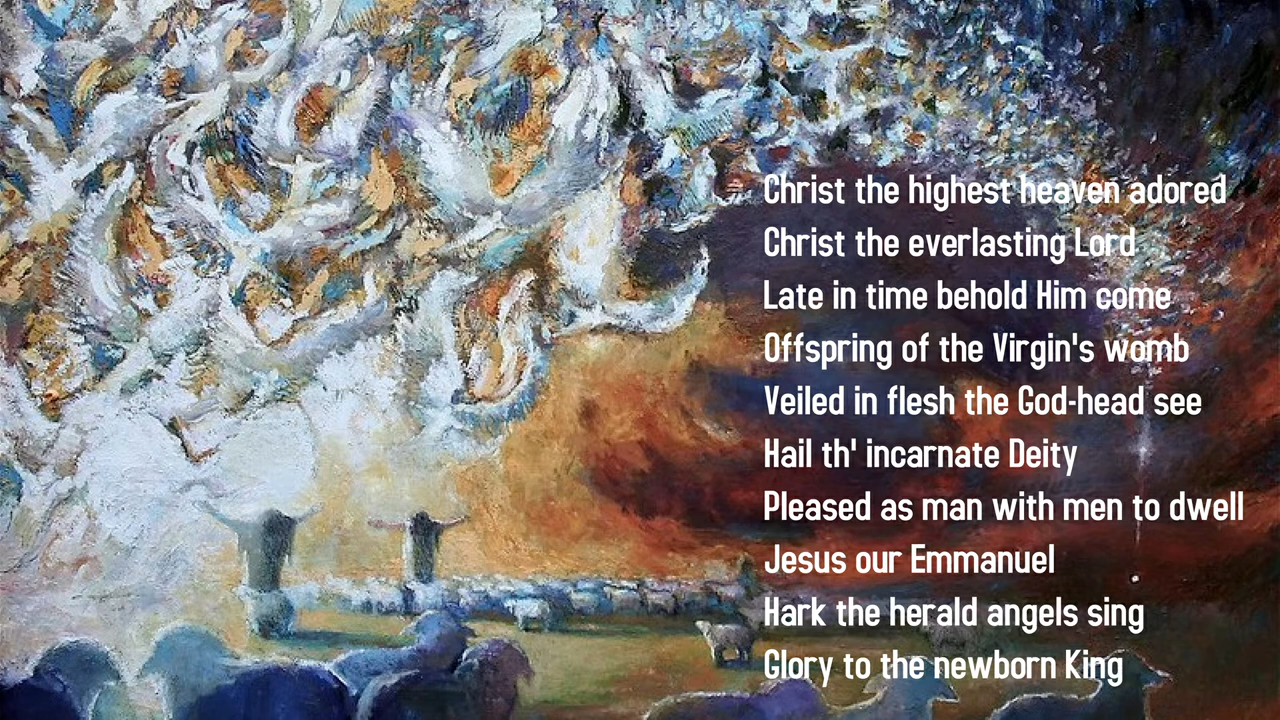 Christ the highest heaven adored
Christ the everlasting Lord
Late in time behold Him come
Offspring of the Virgin's womb
Veiled in flesh the God-head see
Hail th' incarnate Deity
Pleased as man with men to dwell
Jesus our Emmanuel
Hark the herald angels sing
Glory to the newborn King